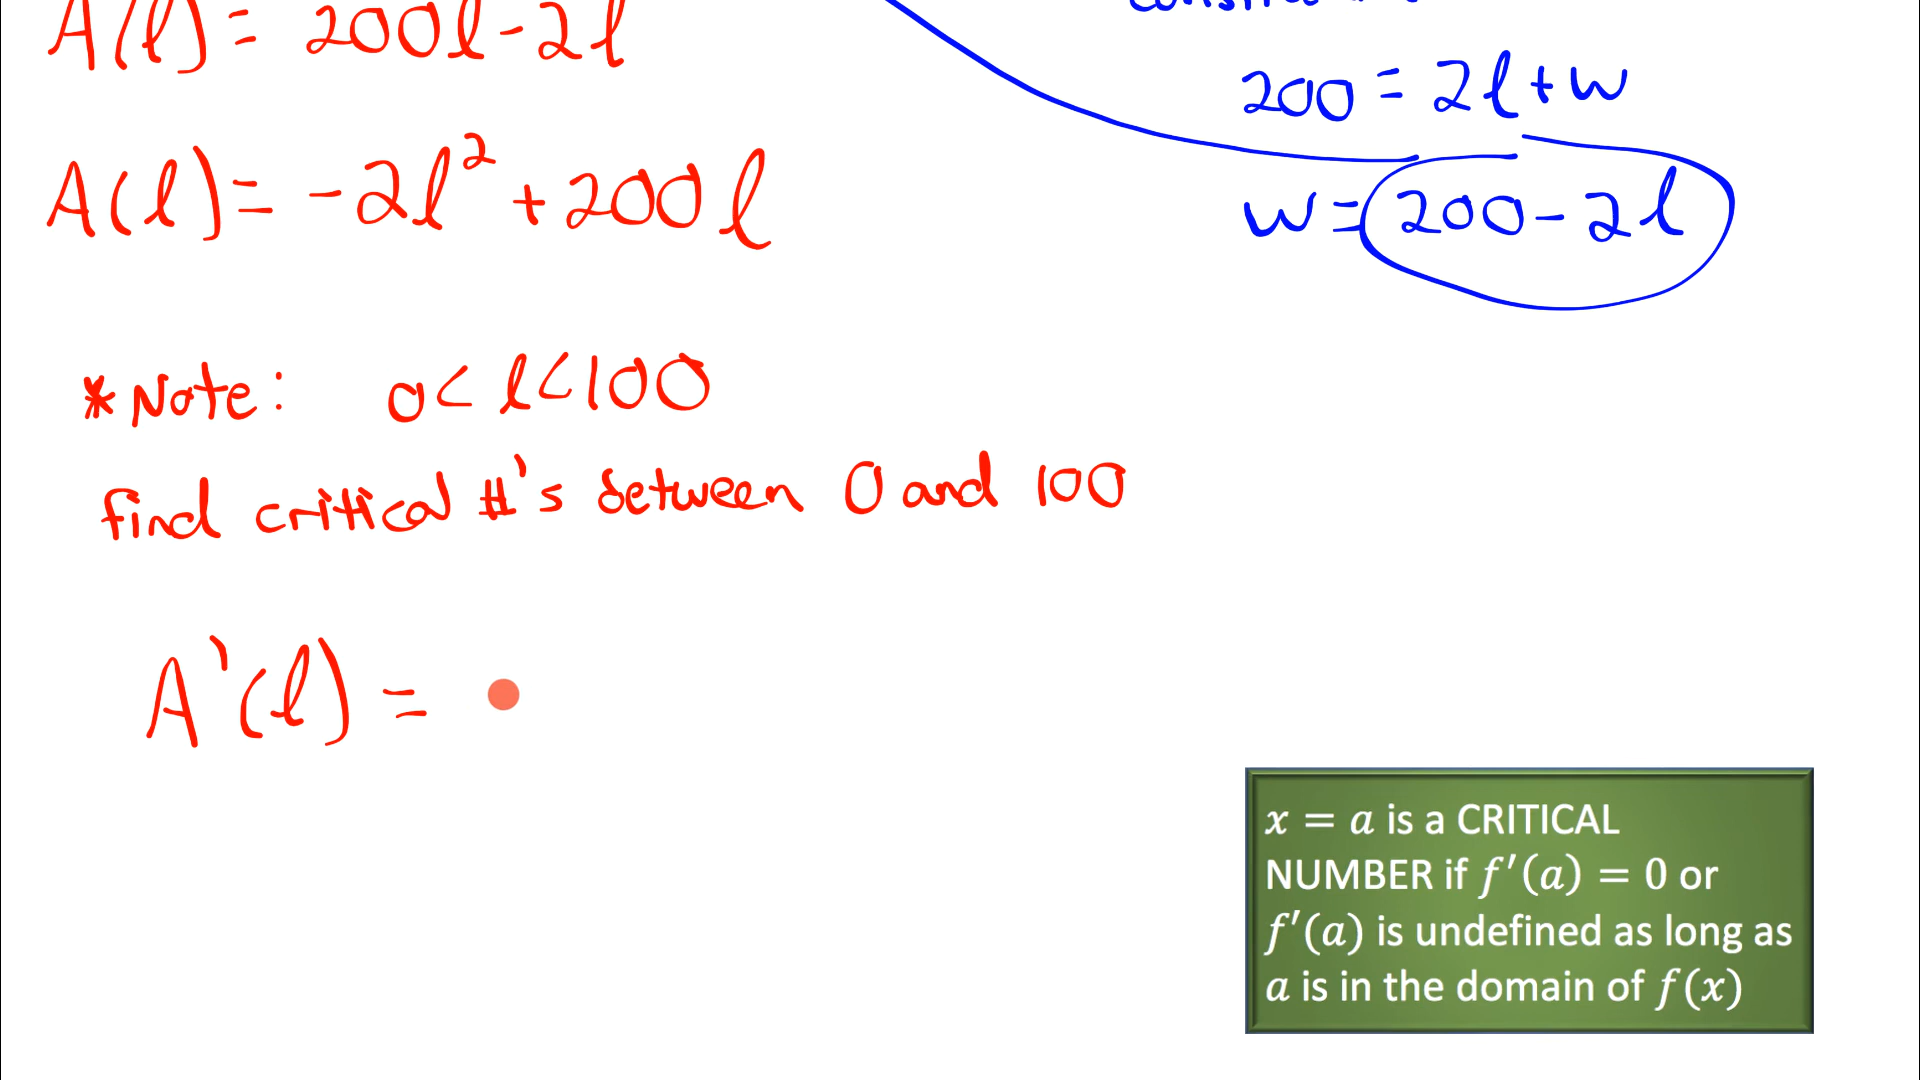 A(l) = 200l - 2l
200 = 2l + w
A(l) = -2l² + 200l
w = 200 - 2l
*Note: 0 < l < 100
find critical #'s between 0 and 100
A'(l) =
x = a is a CRITICAL
NUMBER if f′(a) = 0 or
f′(a) is undefined as long as
a is in the domain of f(x)